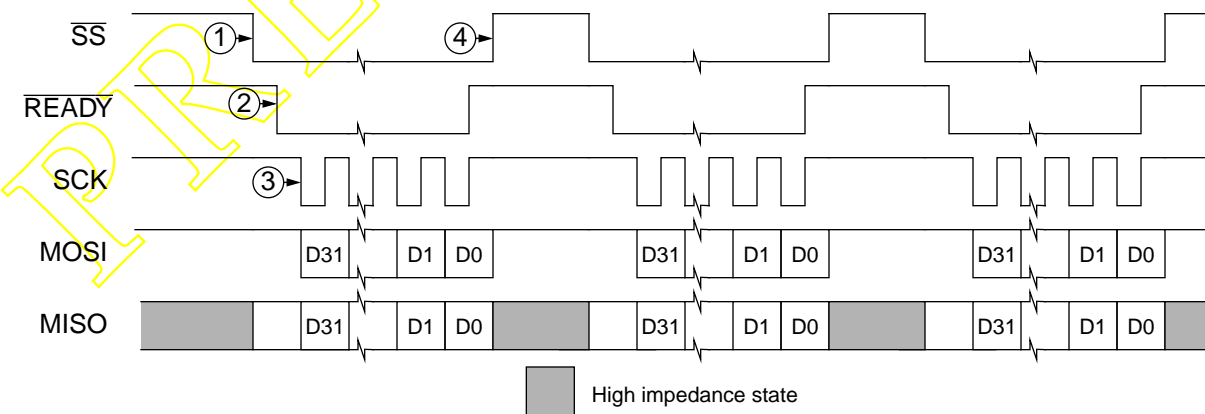 SS 1 4
READY 2
SCK 3
MOSI D31 D1 D0 D31 D1 D0 D31 D1 D0
MISO D31 D1 D0 D31 D1 D0 D31 D1 D0
High impedance state